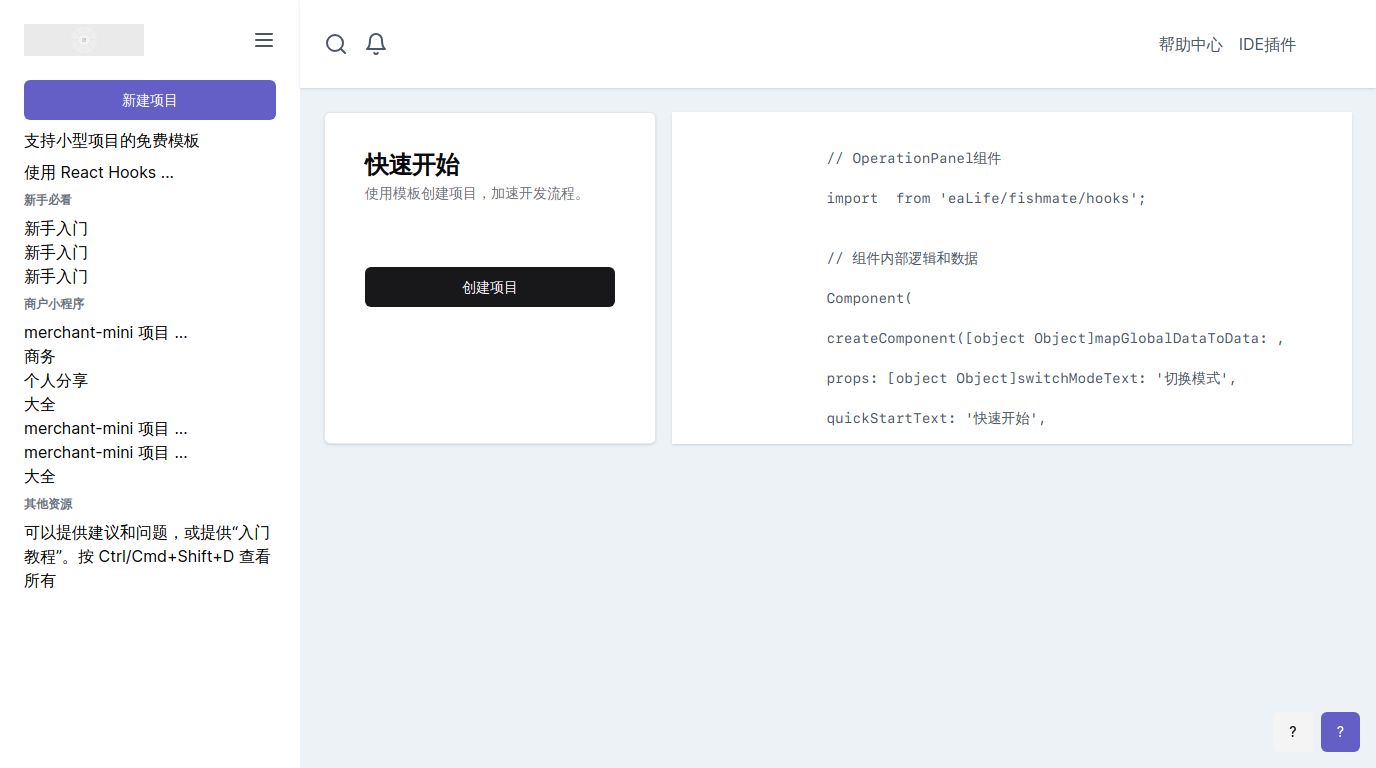 新建项目
支持小型项目的免费模板
使用 React Hooks ...
新手必看
新手入门
新手入门
新手入门
商户小程序
merchant-mini 项目 ...
商务
个人分享
大全
merchant-mini 项目 ...
merchant-mini 项目 ...
大全
其他资源
可以提供建议和问题，或提供“入门
教程”。按 Ctrl/Cmd+Shift+D 查看
所有
帮助中心 IDE插件
快速开始
使用模板创建项目，加速开发流程。
创建项目
// OperationPanel组件
import  from 'eaLife/fishmate/hooks';
// 组件内部逻辑和数据
Component(
createComponent([object Object]mapGlobalDataToData: ,
props: [object Object]switchModeText: '切换模式',
quickStartText: '快速开始',
? ?